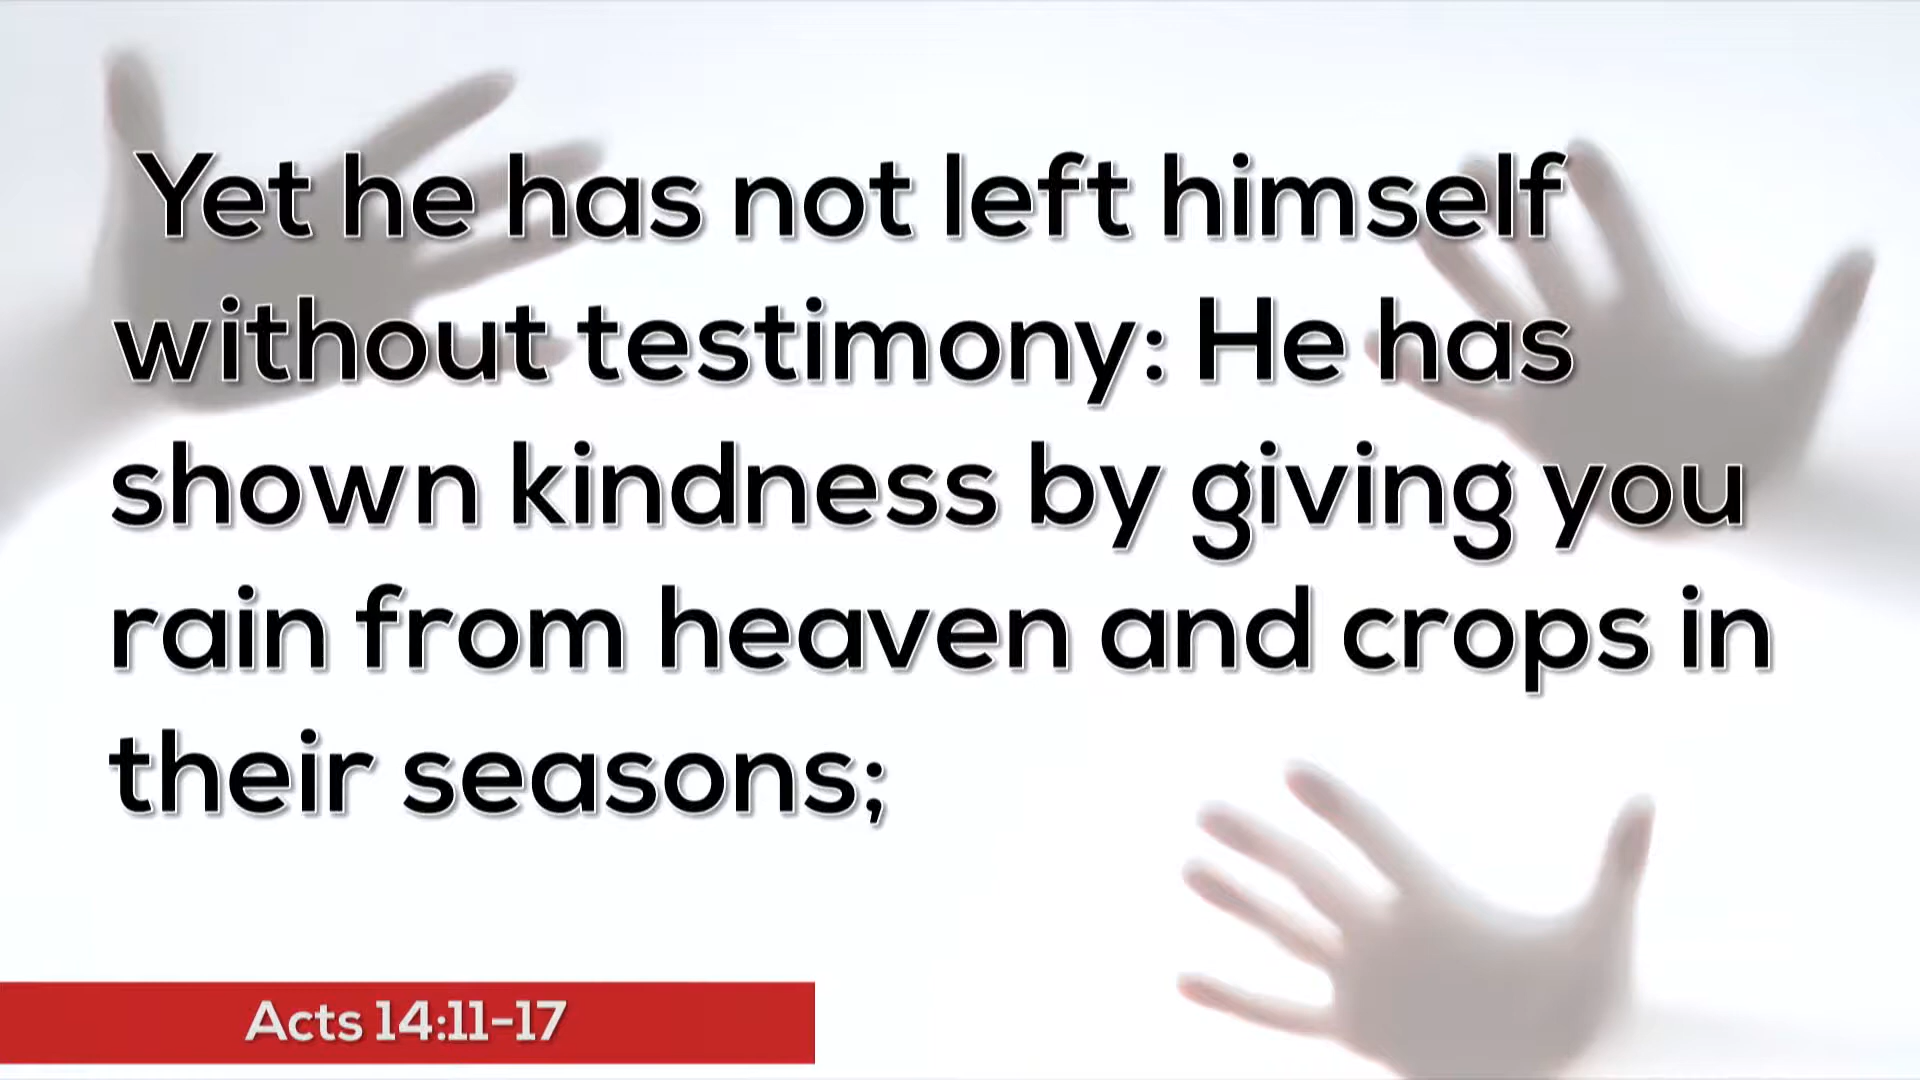 Yet he has not left himself
without testimony: He has
shown kindness by giving you
rain from heaven and crops in
their seasons;
Acts 14:11-17